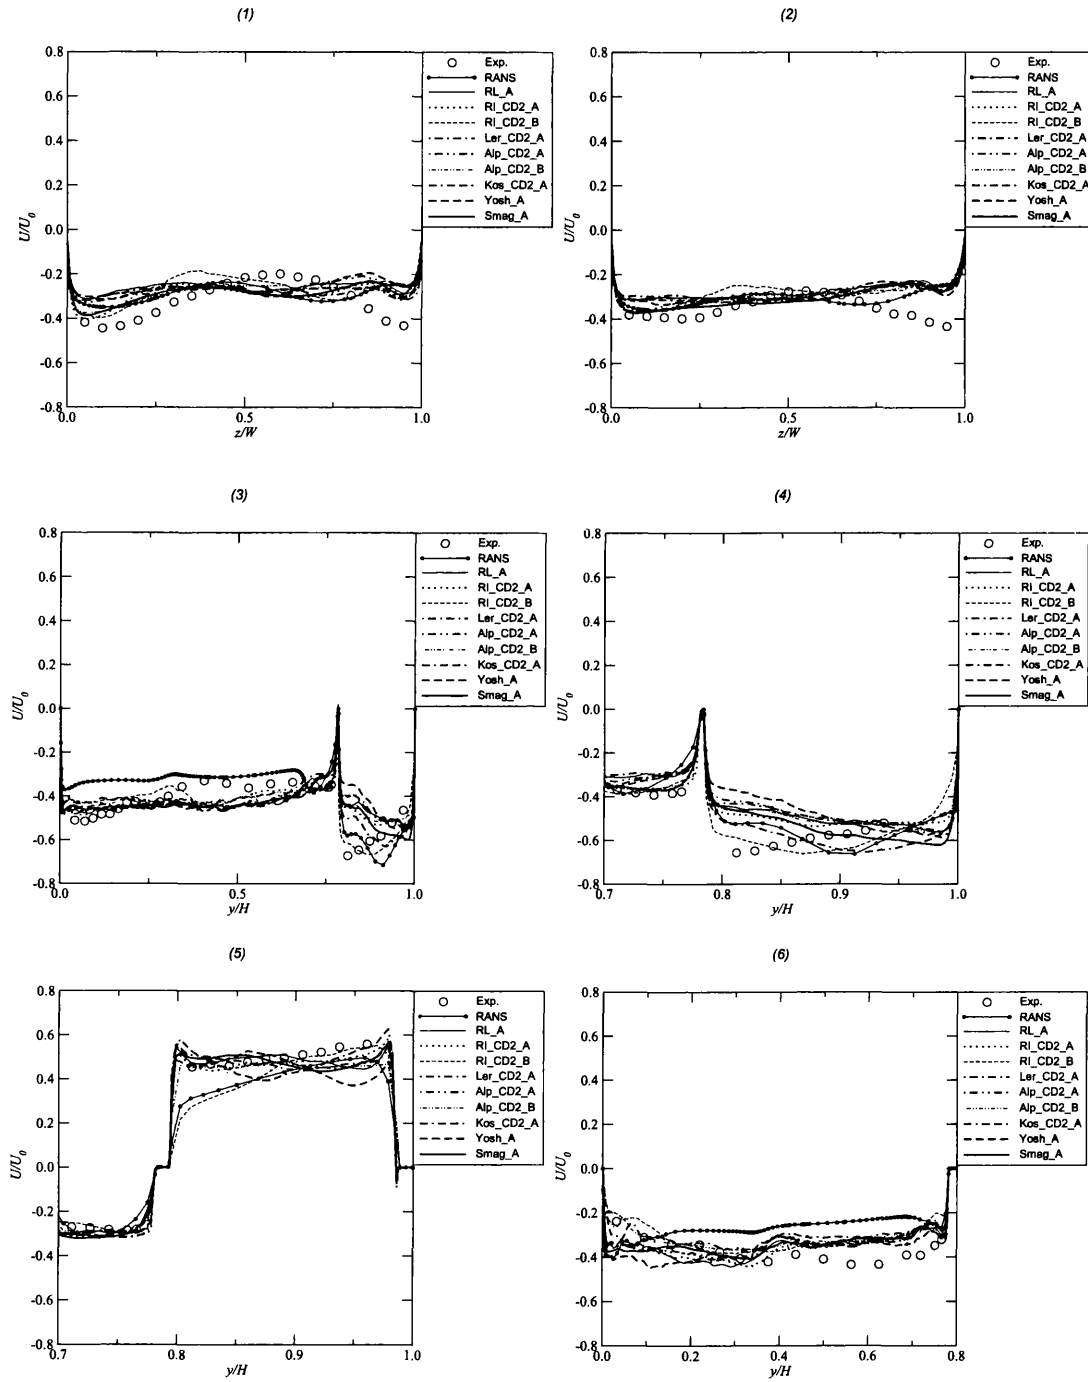 (1)
(2)
0.8
0.6
0.4
0.2
0.0
-0.2
-0.4
-0.6
-0.8
U/U0
0.0
0.5
1.0
z/W
Exp.
RANS
RL_A
RI_CD2_A
RI_CD2_B
Ler_CD2_A
Alp_CD2_A
Alp_CD2_B
Kos_CD2_A
Yosh_A
Smag_A
0.8
0.6
0.4
0.2
0.0
-0.2
-0.4
-0.6
-0.8
U/U0
0.0
0.5
1.0
z/W
Exp.
RANS
RL_A
RI_CD2_A
RI_CD2_B
Ler_CD2_A
Alp_CD2_A
Alp_CD2_B
Kos_CD2_A
Yosh_A
Smag_A
(3)
(4)
0.8
0.6
0.4
0.2
0.0
-0.2
-0.4
-0.6
-0.8
U/U0
0.0
0.5
1.0
y/H
Exp.
RANS
RL_A
RI_CD2_A
RI_CD2_B
Ler_CD2_A
Alp_CD2_A
Alp_CD2_B
Kos_CD2_A
Yosh_A
Smag_A
0.8
0.6
0.4
0.2
0.0
-0.2
-0.4
-0.6
-0.8
U/U0
0.7
0.8
0.9
1.0
y/H
Exp.
RANS
RL_A
RI_CD2_A
RI_CD2_B
Ler_CD2_A
Alp_CD2_A
Alp_CD2_B
Kos_CD2_A
Yosh_A
Smag_A
(5)
(6)
0.8
0.6
0.4
0.2
0.0
-0.2
-0.4
-0.6
-0.8
U/U0
0.7
0.8
0.9
1.0
y/H
Exp.
RANS
RL_A
RI_CD2_A
RI_CD2_B
Ler_CD2_A
Alp_CD2_A
Alp_CD2_B
Kos_CD2_A
Yosh_A
Smag_A
0.8
0.6
0.4
0.2
0.0
-0.2
-0.4
-0.6
-0.8
U/U0
0.0
0.2
0.4
0.6
0.8
y/H
Exp.
RANS
RL_A
RI_CD2_A
RI_CD2_B
Ler_CD2_A
Alp_CD2_A
Alp_CD2_B
Kos_CD2_A
Yosh_A
Smag_A